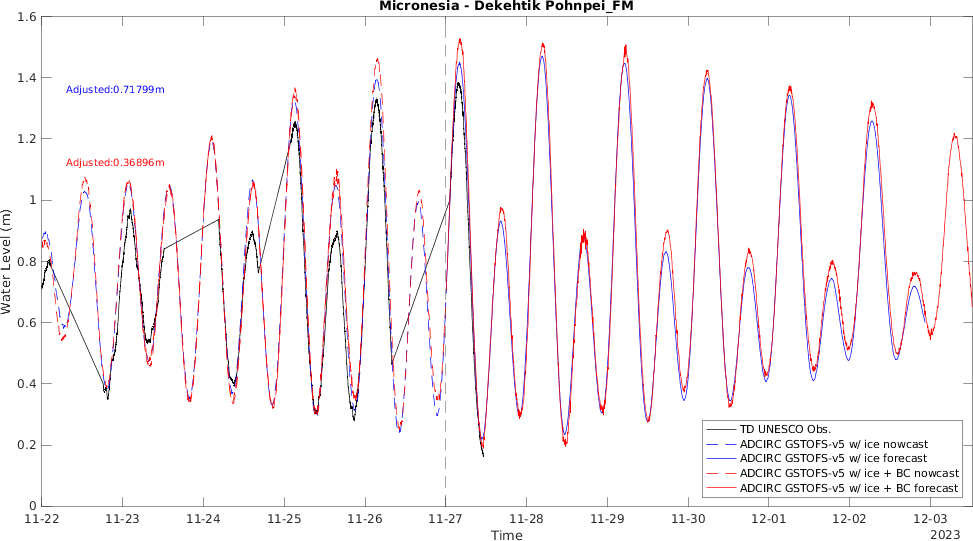 Micronesia - Dekehtik Pohnpei_FM
1.6
1.4
1.2
1
0.8
0.6
0.4
0.2
0
Water Level (m)
Adjusted:0.71799m
Adjusted:0.36896m
TD UNESCO Obs.
ADCIRC GSTOFS-v5 w/ ice nowcast
ADCIRC GSTOFS-v5 w/ ice forecast
ADCIRC GSTOFS-v5 w/ ice + BC nowcast
ADCIRC GSTOFS-v5 w/ ice + BC forecast
11-22 11-23 11-24 11-25 11-26 11-27 11-28 11-29 11-30 12-01 12-02 12-03
Time
2023